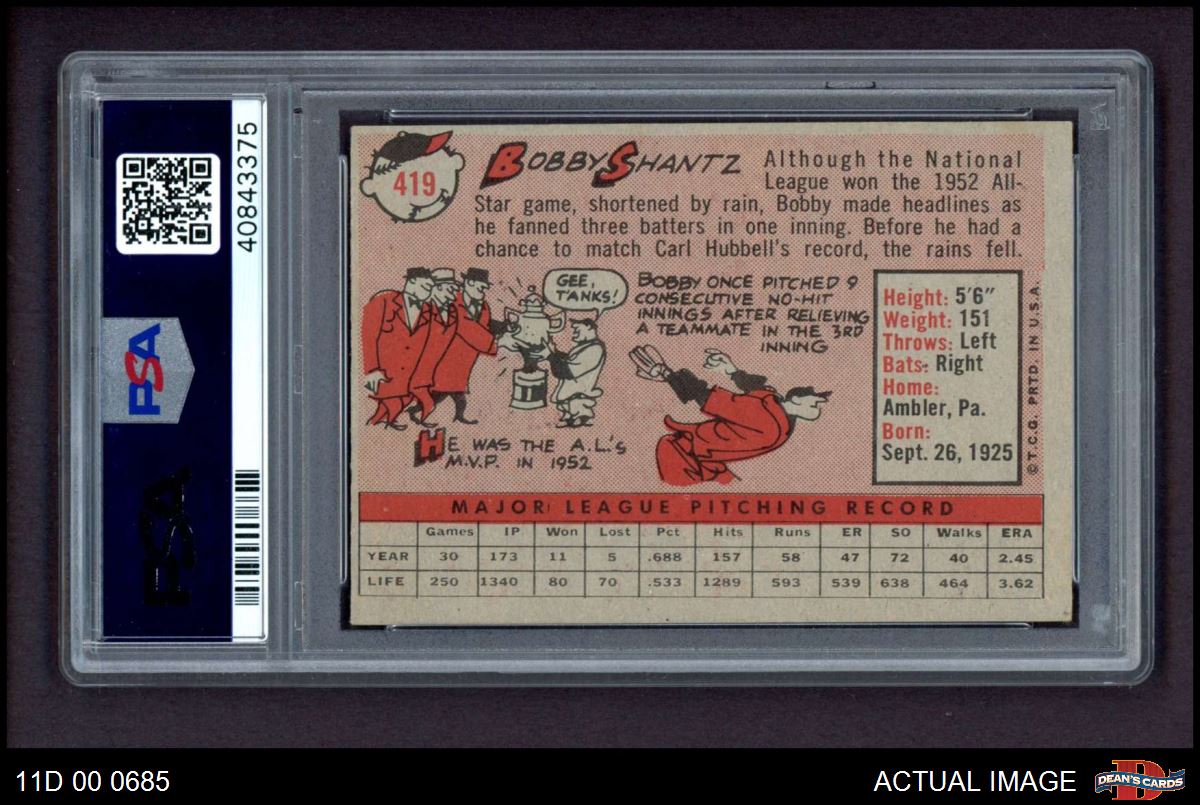 40843375
PSA
PSA
419
BOBBY SHANTZ
Although the National
League won the 1952 All-
Star game, shortened by rain, Bobby made headlines as
he fanned three batters in one inning. Before he had a
chance to match Carl Hubbell's record, the rains fell.
GEE,
T'ANKS!
HE WAS THE A.L.'s
M.V.P. IN 1952
BOBBY ONCE PITCHED 9
CONSECUTIVE NO-HIT
INNINGS AFTER RELIEVING
A TEAMMATE IN THE 3RD
INNING
Height: 5'6"
Weight: 151
Throws: Left
Bats: Right
Home:
Ambler, Pa.
Born:
Sept. 26, 1925
© T.C.G. PRTD. IN U.S.A.
MAJOR LEAGUE PITCHING RECORD
Games IP Won Lost Pct Hits Runs ER SO Walks ERA
YEAR 30 173 11 5 .688 157 58 47 72 40 2.45
LIFE 250 1340 80 70 .533 1289 593 539 638 464 3.62
11D 00 0685
ACTUAL IMAGE
D
DEAN'S CARDS